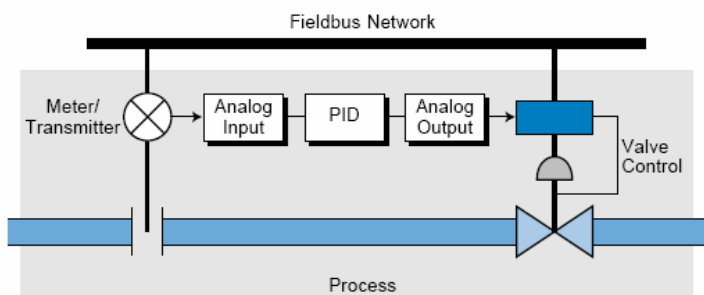 Fieldbus Network
Meter/
Transmitter
Analog
Input
PID
Analog
Output
Valve
Control
Process